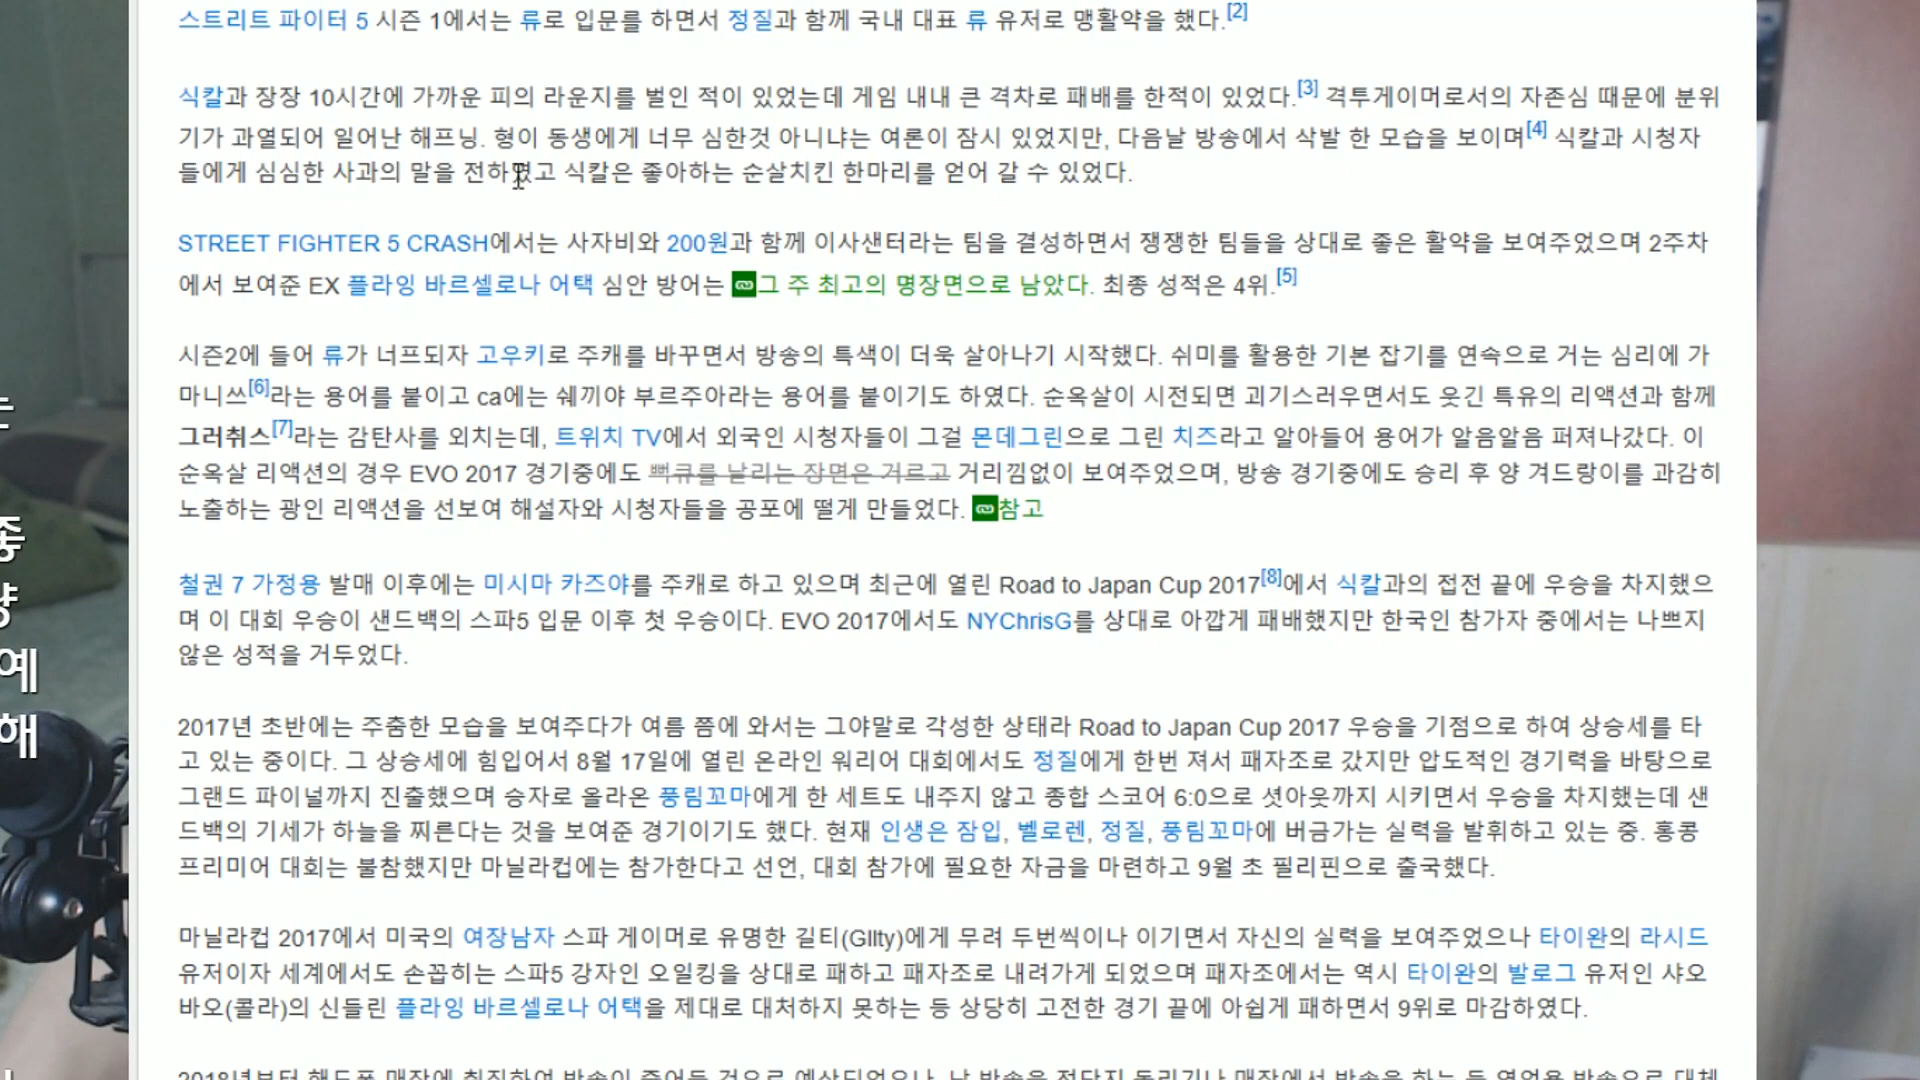 스트리트 파이터 5 시즌 1에서는 류로 입문를 하면서 정질과 함께 국내 대표 류 유저로 맹활약을 했다.[2]
식칼과 장장 10시간에 가까운 피의 라운지를 벌인 적이 있었는데 게임 내내 큰 격차로 패배를 한적이 있었다.[3] 격투게이머로서의 자존심 때문에 분위
기가 과열되어 일어난 해프닝. 형이 동생에게 너무 심한것 아니냐는 여론이 잠시 있었지만, 다음날 방송에서 삭발 한 모습을 보이며[4] 식칼과 시청자
들에게 심심한 사과의 말을 전하였고 식칼은 좋아하는 순살치킨 한마리를 얻어 갈 수 있었다.
STREET FIGHTER 5 CRASH에서는 사자비와 200원과 함께 이사샌터라는 팀을 결성하면서 쟁쟁한 팀들을 상대로 좋은 활약을 보여주었으며 2주차
에서 보여준 EX 플라잉 바르셀로나 어택 심안 방어는 그 주 최고의 명장면으로 남았다. 최종 성적은 4위.[5]
시즌2에 들어 류가 너프되자 고우키로 주캐를 바꾸면서 방송의 특색이 더욱 살아나기 시작했다. 쉬미를 활용한 기본 잡기를 연속으로 거는 심리에 가
마니쓰[6]라는 용어를 붙이고 ca에는 쉐끼야 부르주아라는 용어를 붙이기도 하였다. 순옥살이 시전되면 괴기스러우면서도 웃긴 특유의 리액션과 함께
그러취스[7]라는 감탄사를 외치는데, 트위치 TV에서 외국인 시청자들이 그걸 몬데그린으로 그린 치즈라고 알아들어 용어가 알음알음 퍼져나갔다. 이
순옥살 리액션의 경우 EVO 2017 경기중에도 뻐큐를 날리는 장면은 거르고 거리낌없이 보여주었으며, 방송 경기중에도 승리 후 양 겨드랑이를 과감히
노출하는 광인 리액션을 선보여 해설자와 시청자들을 공포에 떨게 만들었다. 참고
철권 7 가정용 발매 이후에는 미시마 카즈야를 주캐로 하고 있으며 최근에 열린 Road to Japan Cup 2017[8]에서 식칼과의 접전 끝에 우승을 차지했으
며 이 대회 우승이 샌드백의 스파5 입문 이후 첫 우승이다. EVO 2017에서도 NYChrisG를 상대로 아깝게 패배했지만 한국인 참가자 중에서는 나쁘지
않은 성적을 거두었다.
2017년 초반에는 주춤한 모습을 보여주다가 여름 쯤에 와서는 그야말로 각성한 상태라 Road to Japan Cup 2017 우승을 기점으로 하여 상승세를 타
고 있는 중이다. 그 상승세에 힘입어서 8월 17일에 열린 온라인 워리어 대회에서도 정질에게 한번 져서 패자조로 갔지만 압도적인 경기력을 바탕으로
그랜드 파이널까지 진출했으며 승자로 올라온 풍림꼬마에게 한 세트도 내주지 않고 종합 스코어 6:0으로 셧아웃까지 시키면서 우승을 차지했는데 샌
드백의 기세가 하늘을 찌른다는 것을 보여준 경기이기도 했다. 현재 인생은 잠입, 벨로렌, 정질, 풍림꼬마에 버금가는 실력을 발휘하고 있는 중. 홍콩
프리미어 대회는 불참했지만 마닐라컵에는 참가한다고 선언, 대회 참가에 필요한 자금을 마련하고 9월 초 필리핀으로 출국했다.
마닐라컵 2017에서 미국의 여장남자 스파 게이머로 유명한 길티(GIlty)에게 무려 두번씩이나 이기면서 자신의 실력을 보여주었으나 타이완의 라시드
유저이자 세계에서도 손꼽히는 스파5 강자인 오일킹을 상대로 패하고 패자조로 내려가게 되었으며 패자조에서는 역시 타이완의 발로그 유저인 샤오
바오(콜라)의 신들린 플라잉 바르셀로나 어택을 제대로 대처하지 못하는 등 상당히 고전한 경기 끝에 아쉽게 패하면서 9위로 마감하였다.
는
종
량
예
해